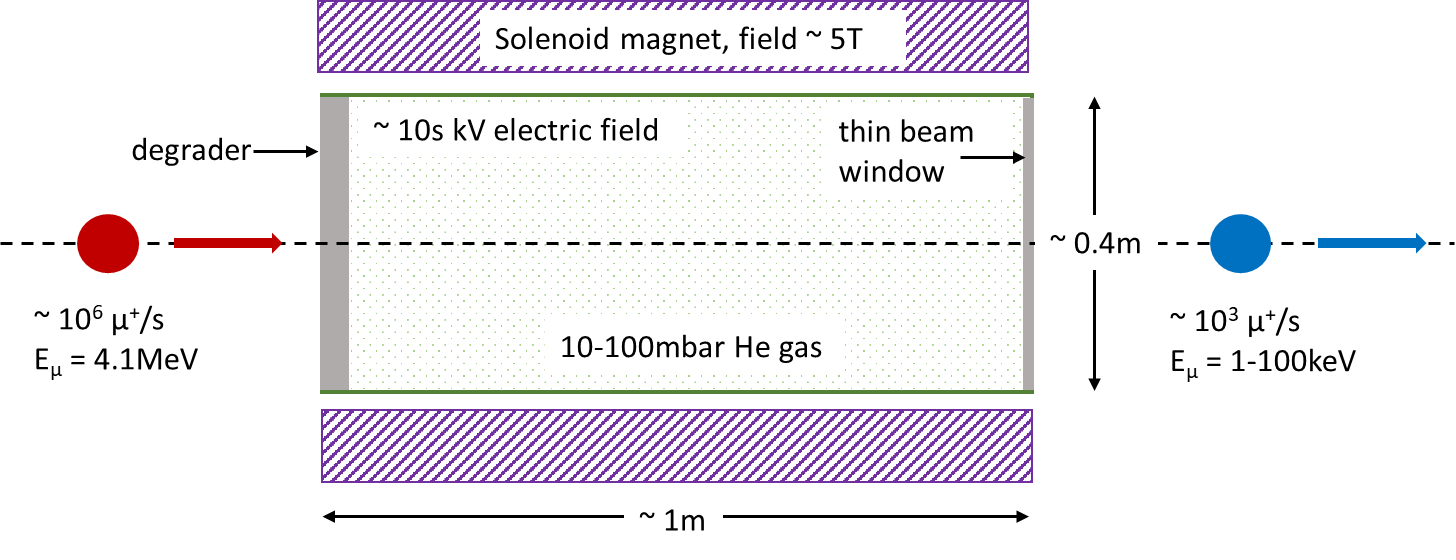 Solenoid magnet, field ~ 5T
~ 10s kV electric field
thin beam
window
degrader
~ 0.4m
~ 10⁶ µ⁺/s
E_µ = 4.1MeV
10-100mbar He gas
~ 10³ µ⁺/s
E_µ = 1-100keV
~ 1m